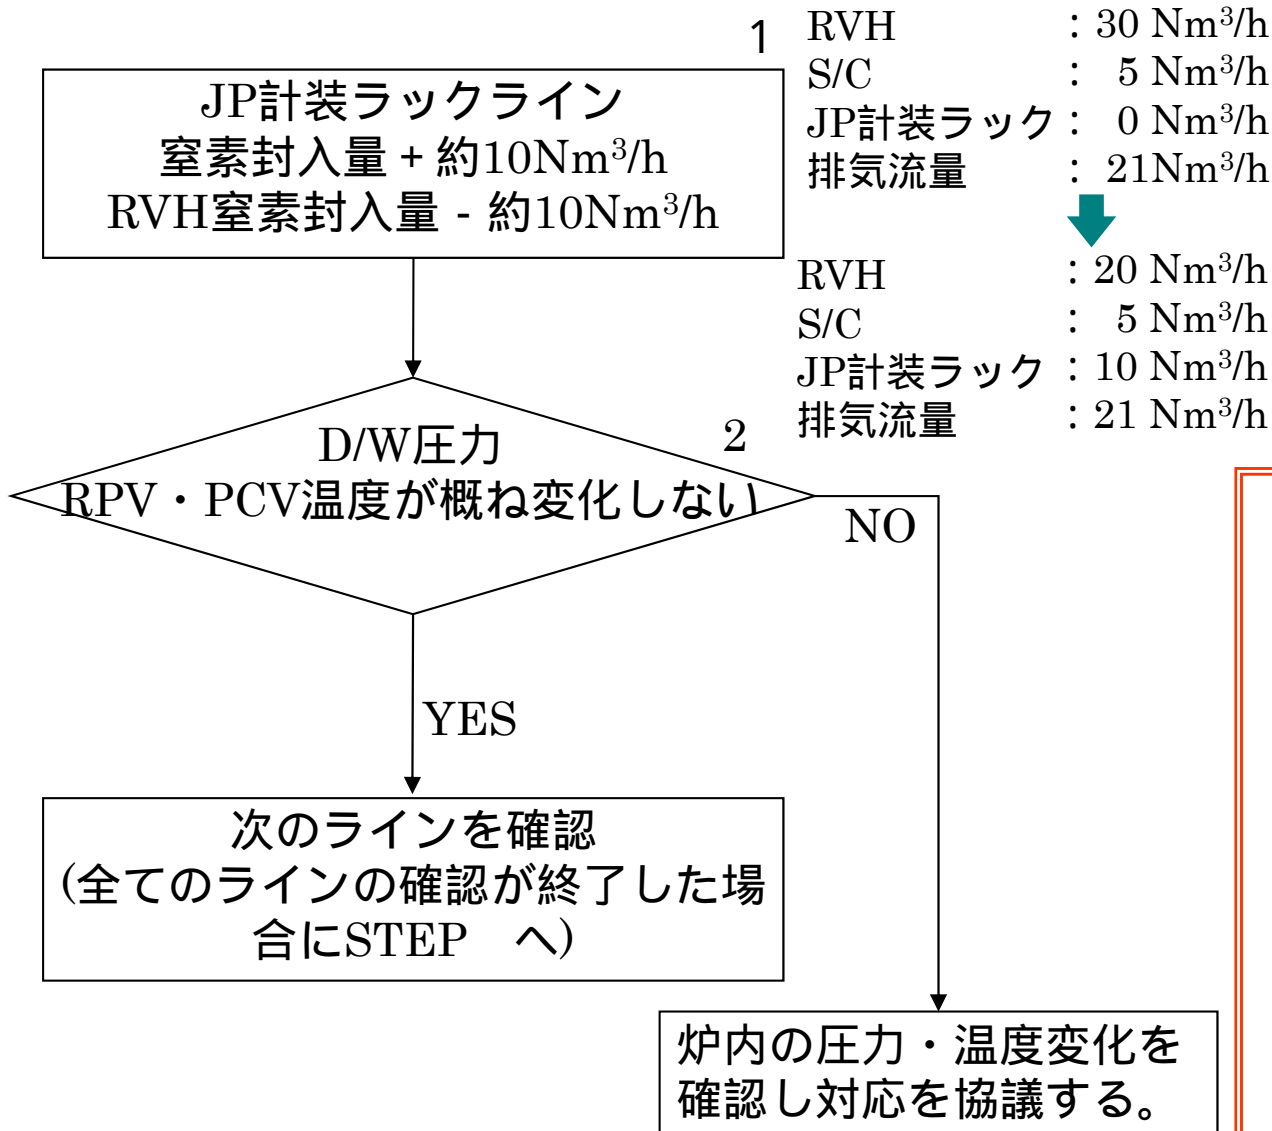 1
JP計装ラックライン
窒素封入量 + 約10Nm³/h
RVH窒素封入量 - 約10Nm³/h
RVH : 30 Nm³/h
S/C : 5 Nm³/h
JP計装ラック : 0 Nm³/h
排気流量 : 21Nm³/h
RVH : 20 Nm³/h
S/C : 5 Nm³/h
JP計装ラック : 10 Nm³/h
排気流量 : 21 Nm³/h
2
D/W圧力
RPV・PCV温度が概ね変化しない
NO
YES
次のラインを確認
(全てのラインの確認が終了した場
合にSTEP へ)
炉内の圧力・温度変化を
確認し対応を協議する。